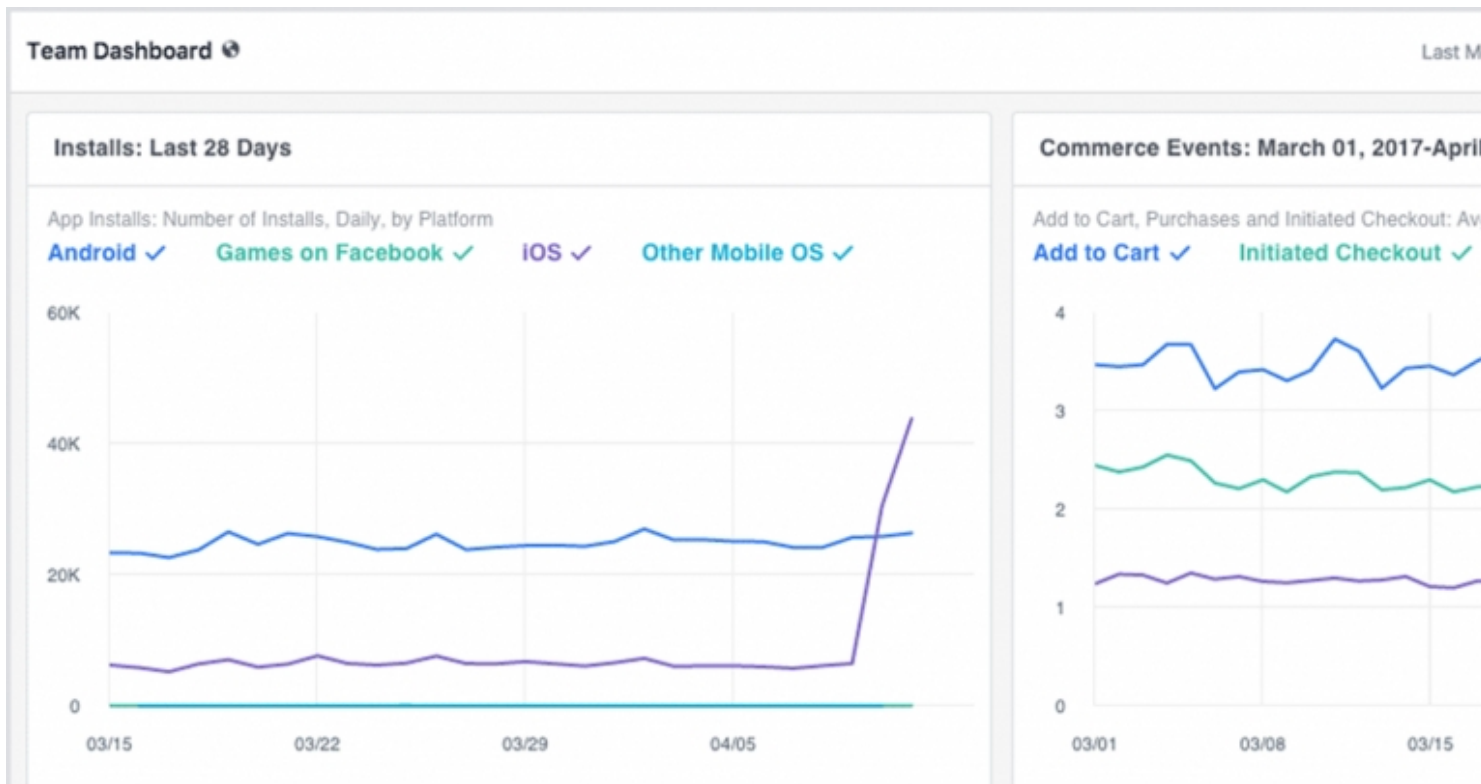 Team Dashboard
Last M
Installs: Last 28 Days
App Installs: Number of Installs, Daily, by Platform
Android Games on Facebook iOS Other Mobile OS
60K
40K
20K
0
03/15 03/22 03/29 04/05
Commerce Events: March 01, 2017-April
Add to Cart, Purchases and Initiated Checkout: Av
Add to Cart Initiated Checkout
4
3
2
1
0
03/01 03/08 03/15